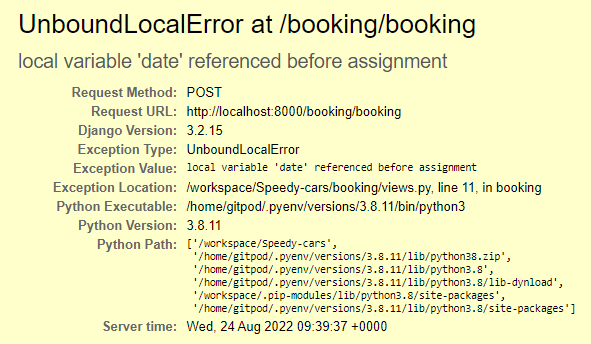 UnboundLocalError at /booking/booking
local variable 'date' referenced before assignment
Request Method: POST
Request URL: http://localhost:8000/booking/booking
Django Version: 3.2.15
Exception Type: UnboundLocalError
Exception Value: local variable 'date' referenced before assignment
Exception Location: /workspace/Speedy-cars/booking/views.py, line 11, in booking
Python Executable: /home/gitpod/.pyenv/versions/3.8.11/bin/python3
Python Version: 3.8.11
Python Path: ['/workspace/Speedy-cars',
'/home/gitpod/.pyenv/versions/3.8.11/lib/python38.zip',
'/home/gitpod/.pyenv/versions/3.8.11/lib/python3.8',
'/home/gitpod/.pyenv/versions/3.8.11/lib/python3.8/lib-dynload',
'/workspace/.pip-modules/lib/python3.8/site-packages',
'/home/gitpod/.pyenv/versions/3.8.11/lib/python3.8/site-packages']
Server time: Wed, 24 Aug 2022 09:39:37 +0000